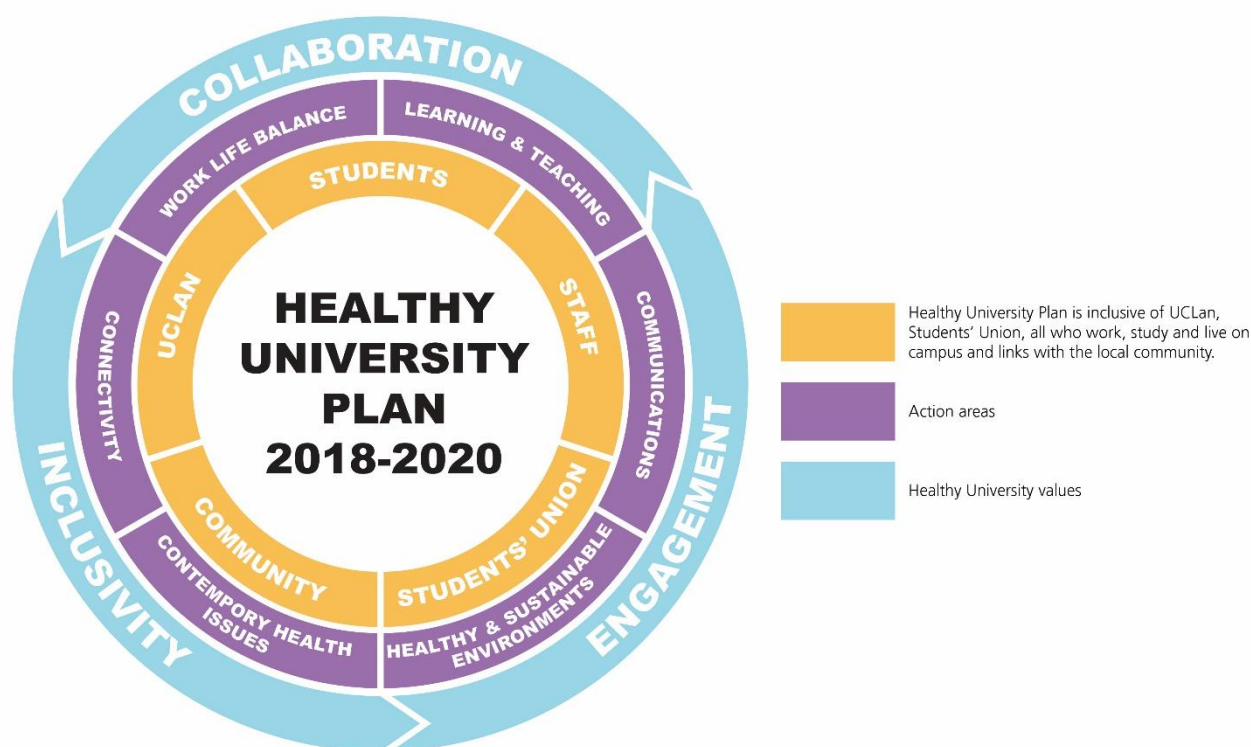 COLLABORATION
ENGAGEMENT
INCLUSIVITY
WORK LIFE BALANCE
LEARNING & TEACHING
COMMUNICATIONS
HEALTHY & SUSTAINABLE
ENVIRONMENTS
CONTEMPORY HEALTH
ISSUES
CONNECTIVITY
STUDENTS
STAFF
STUDENTS' UNION
COMMUNITY
UCLAN
HEALTHY
UNIVERSITY
PLAN
2018-2020
Healthy University Plan is inclusive of UCLan,
Students' Union, all who work, study and live on
campus and links with the local community.
Action areas
Healthy University values